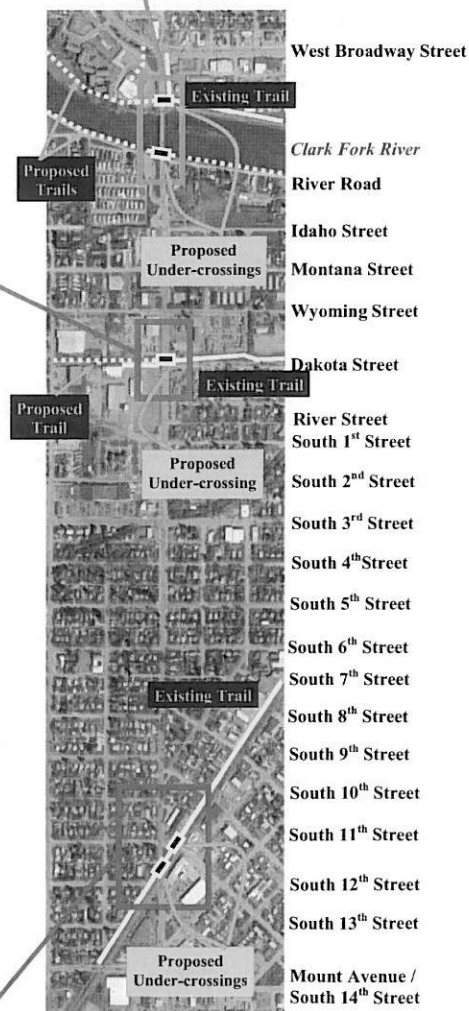 West Broadway Street
Existing Trail
Clark Fork River
Proposed
Trails
River Road
Idaho Street
Proposed
Under-crossings
Montana Street
Wyoming Street
Dakota Street
Existing Trail
Proposed
Trail
River Street
South 1st Street
Proposed
Under-crossing
South 2nd Street
South 3rd Street
South 4thStreet
South 5th Street
South 6th Street
South 7th Street
Existing Trail
South 8th Street
South 9th Street
South 10th Street
South 11th Street
South 12th Street
South 13th Street
Proposed
Under-crossings
Mount Avenue /
South 14th Street